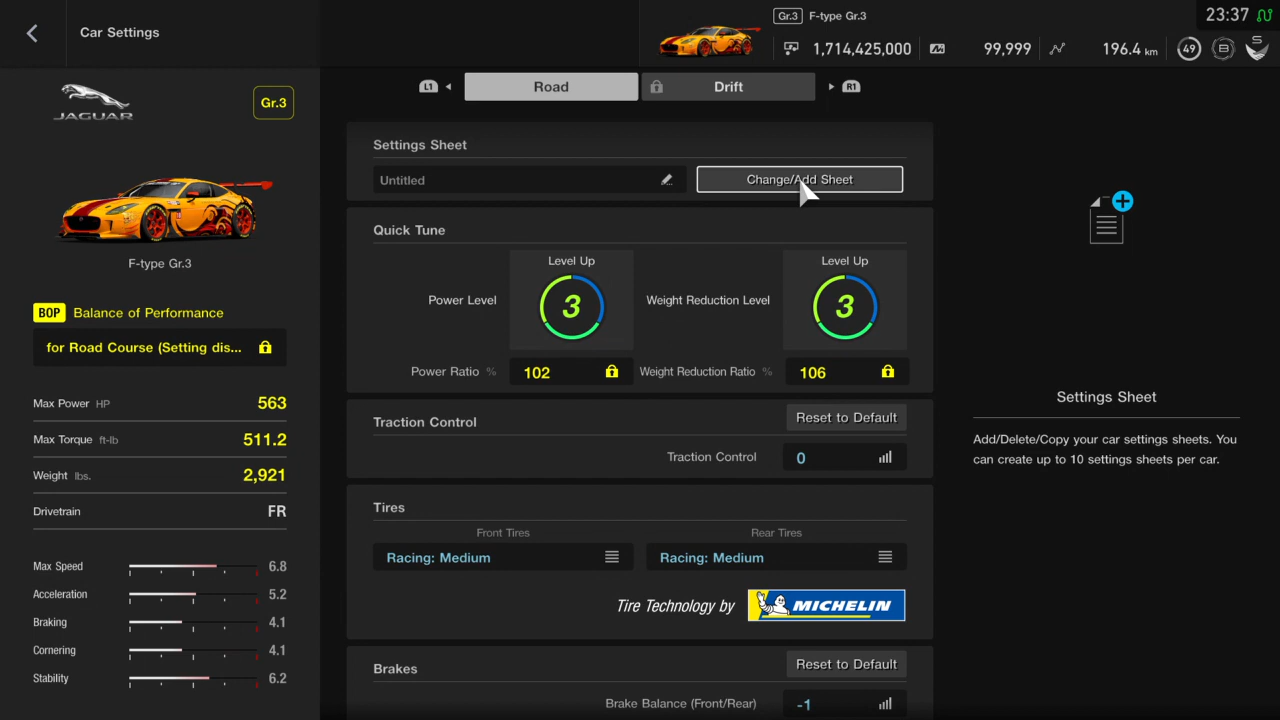 Car Settings
Gr.3 F-type Gr.3
1,714,425,000 99,999 196.4 km 49 B S
23:37
JAGUAR
Gr.3
F-type Gr.3
BOP Balance of Performance
for Road Course (Setting dis...
Max Power HP 563
Max Torque ft-lb 511.2
Weight lbs. 2,921
Drivetrain FR
Max Speed 6.8
Acceleration 5.2
Braking 4.1
Cornering 4.1
Stability 6.2
L1 Road Drift R1
Settings Sheet
Untitled Change/Add Sheet
Quick Tune
Level Up Level Up
Power Level 3 Weight Reduction Level 3
Power Ratio % 102 Weight Reduction Ratio % 106
Traction Control Reset to Default
Traction Control 0
Tires
Front Tires Rear Tires
Racing: Medium Racing: Medium
Tire Technology by MICHELIN
Brakes Reset to Default
Brake Balance (Front/Rear) -1
Settings Sheet
Add/Delete/Copy your car settings sheets. You
can create up to 10 settings sheets per car.